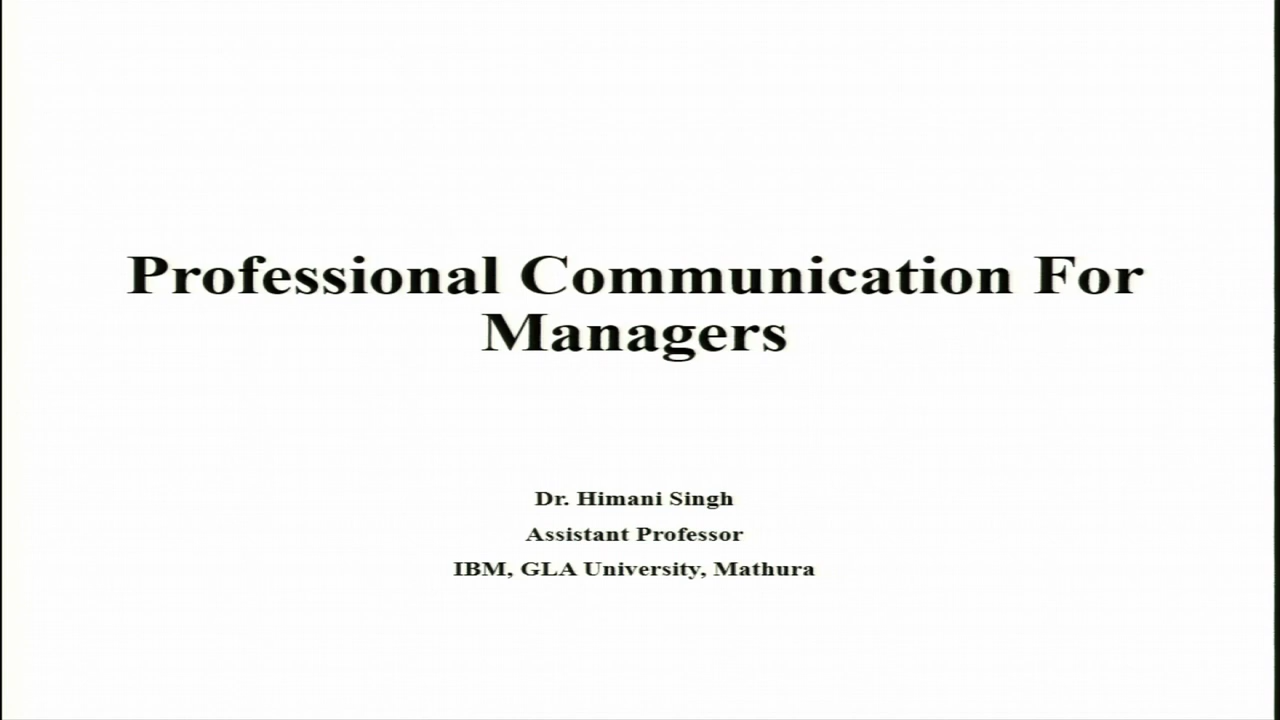 Professional Communication For
Managers
Dr. Himani Singh
Assistant Professor
IBM, GLA University, Mathura